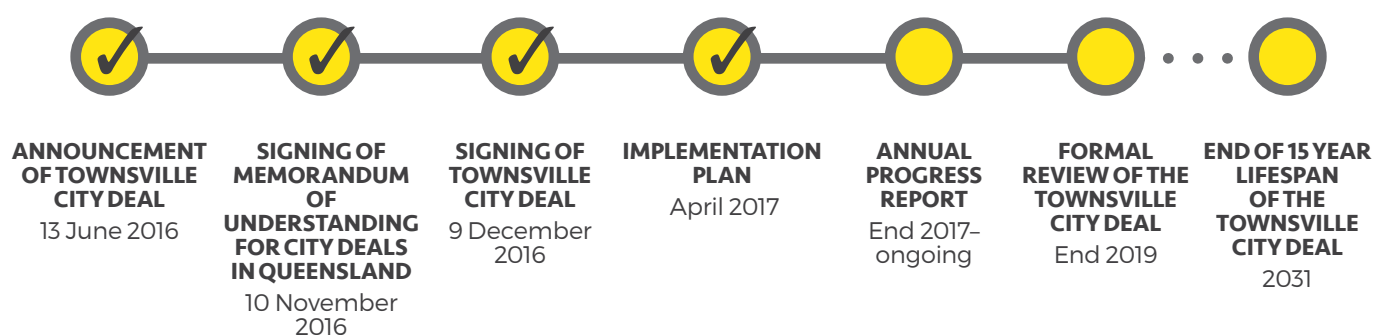 ANNOUNCEMENT
OF TOWNSVILLE
CITY DEAL
13 June 2016
SIGNING OF
MEMORANDUM
OF
UNDERSTANDING
FOR CITY DEALS
IN QUEENSLAND
10 November
2016
SIGNING OF
TOWNSVILLE
CITY DEAL
9 December
2016
IMPLEMENTATION
PLAN
April 2017
ANNUAL
PROGRESS
REPORT
End 2017–
ongoing
FORMAL
REVIEW OF THE
TOWNSVILLE
CITY DEAL
End 2019
END OF 15 YEAR
LIFESPAN
OF THE
TOWNSVILLE
CITY DEAL
2031